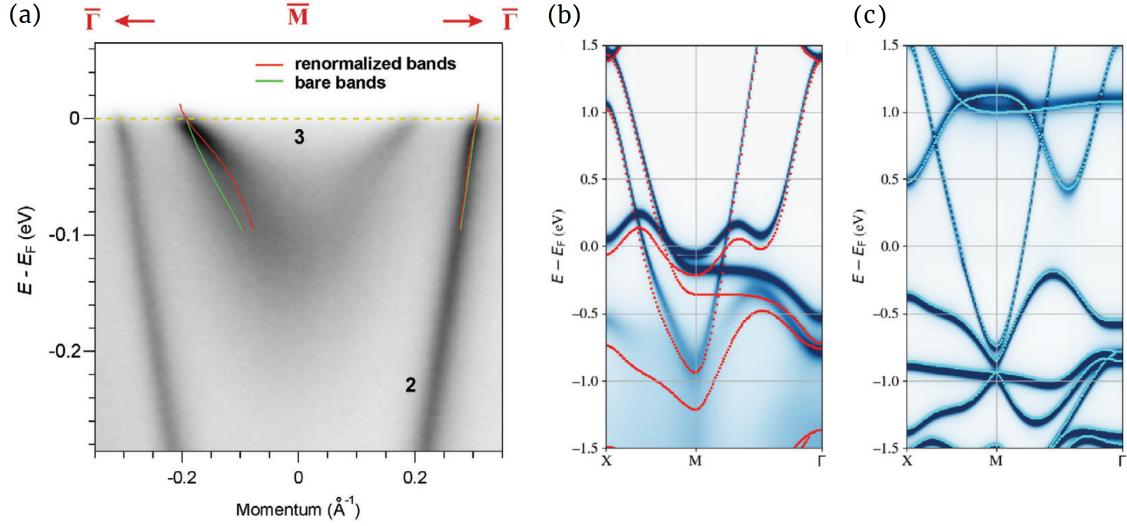 (a)
Γ̅ M̅ Γ̅
renormalized bands
bare bands
3
2
0
-0.1
-0.2
E - E_F (eV)
-0.2 0 0.2
Momentum (Å⁻¹)
(b)
1.5
1.0
0.5
0.0
−0.5
−1.0
−1.5
E − E_F (eV)
X M Γ
(c)
1.5
1.0
0.5
0.0
−0.5
−1.0
−1.5
E − E_F (eV)
X M Γ